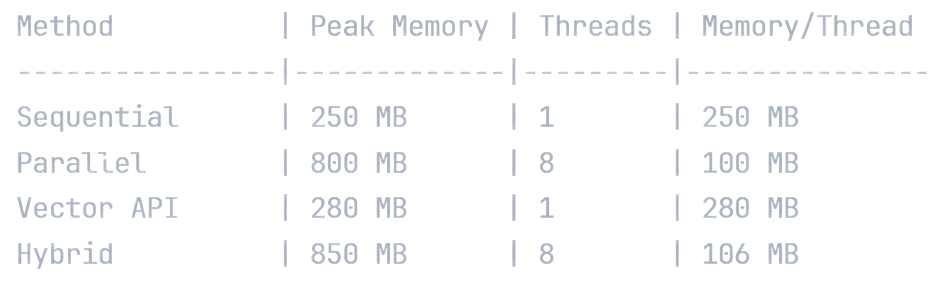 Method          | Peak Memory | Threads | Memory/Thread
----------------|-------------|---------|---------------
Sequential      | 250 MB      | 1       | 250 MB
Parallel        | 800 MB      | 8       | 100 MB
Vector API      | 280 MB      | 1       | 280 MB
Hybrid          | 850 MB      | 8       | 106 MB